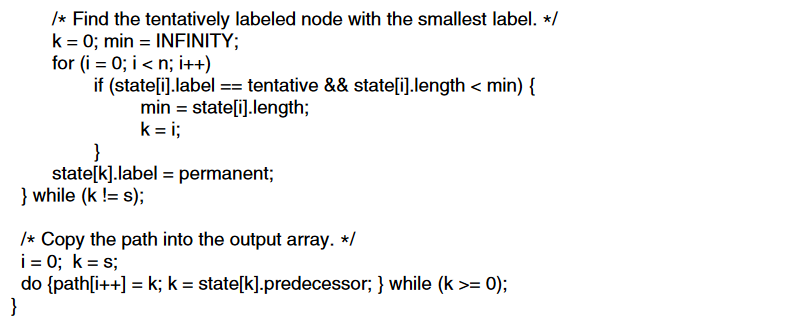 /* Find the tentatively labeled node with the smallest label. */
k = 0; min = INFINITY;
for (i = 0; i < n; i++)
if (state[i].label == tentative && state[i].length < min) {
min = state[i].length;
k = i;
}
state[k].label = permanent;
} while (k != s);
/* Copy the path into the output array. */
i = 0; k = s;
do {path[i++] = k; k = state[k].predecessor; } while (k >= 0);
}